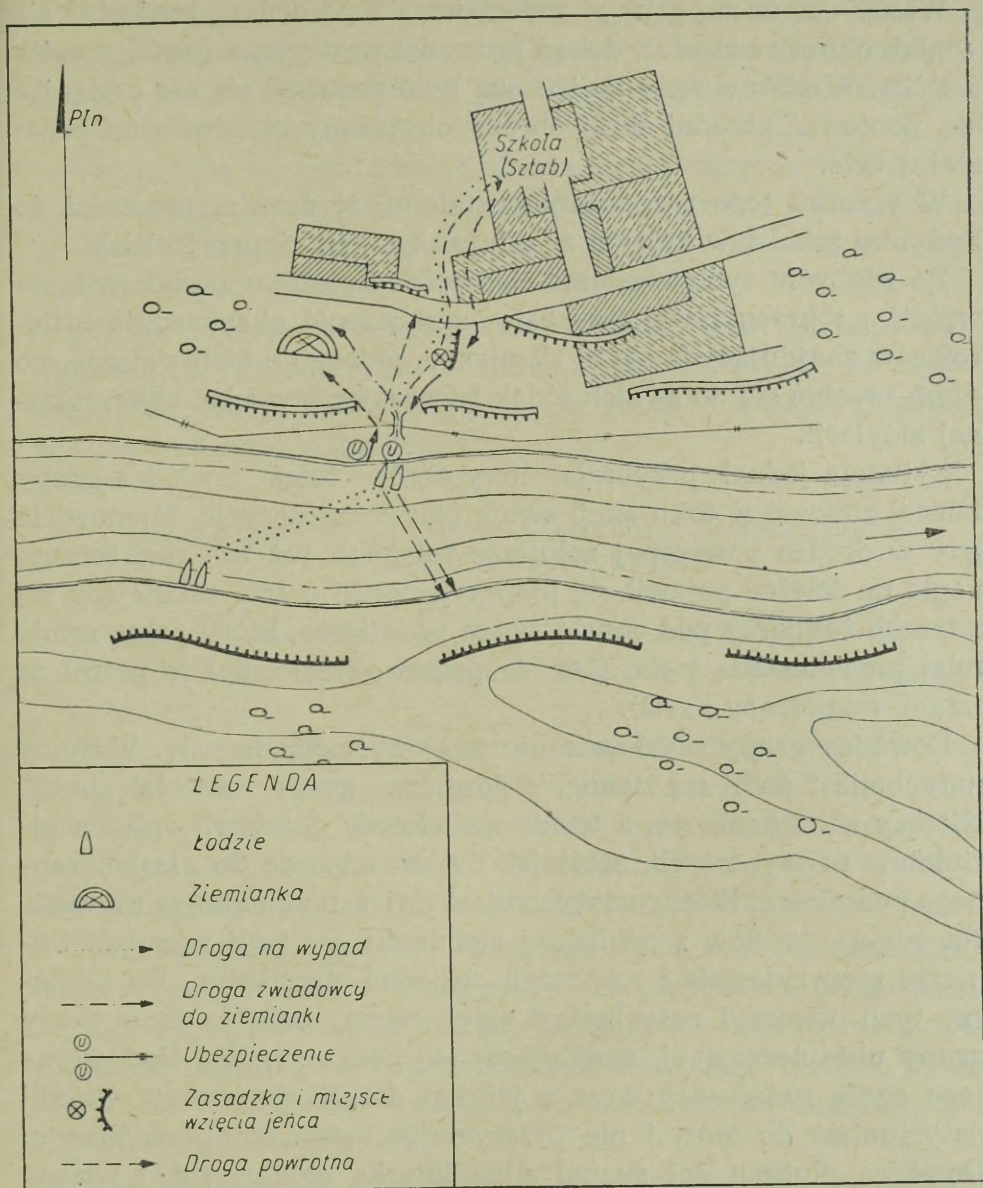 Płn
Szkoła
(Sztab)
U U
LEGENDA
Łodzie
Ziemianka
Droga na wypad
Droga zwiadowcy
do ziemianki
U
U
Ubezpieczenie
Zasadzka i miejsce
wzięcia jeńca
Droga powrotna